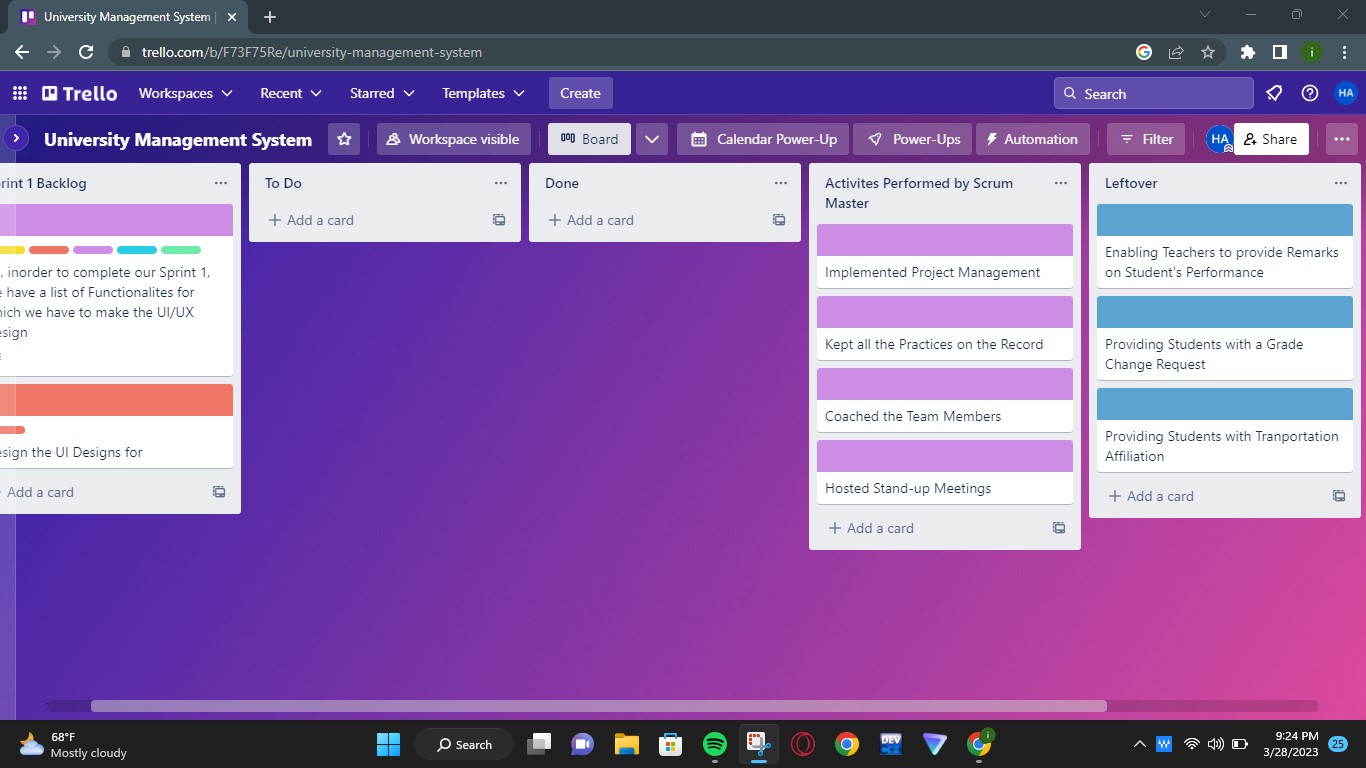 University Management System |
trello.com/b/F73F75Re/university-management-system
i
Trello
Workspaces
Recent
Starred
Templates
Create
Search
HA
University Management System
Workspace visible
Board
Calendar Power-Up
Power-Ups
Automation
Filter
HA
Share
rint 1 Backlog
, inorder to complete our Sprint 1,
have a list of Functionalites for
hich we have to make the UI/UX
esign
esign the UI Designs for
Add a card
To Do
Add a card
Done
Add a card
Activites Performed by Scrum
Master
Implemented Project Management
Kept all the Practices on the Record
Coached the Team Members
Hosted Stand-up Meetings
Add a card
Leftover
Enabling Teachers to provide Remarks
on Student's Performance
Providing Students with a Grade
Change Request
Providing Students with Tranportation
Affiliation
Add a card
68°F
Mostly cloudy
Search
DEV
i
W
9:24 PM
3/28/2023
25